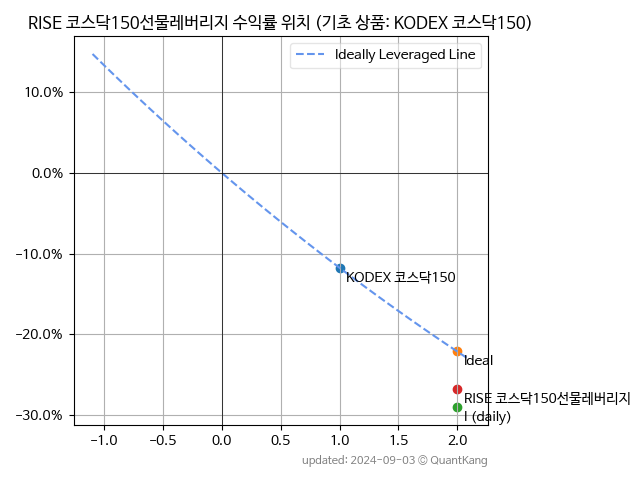 RISE 코스닥150선물레버리지 수익률 위치 (기초 상품: KODEX 코스닥150)
Ideally Leveraged Line
10.0%
0.0%
-10.0%
-20.0%
-30.0%
KODEX 코스닥150
Ideal
RISE 코스닥150선물레버리지
I (daily)
-1.0 -0.5 0.0 0.5 1.0 1.5 2.0
updated: 2024-09-03 © QuantKang